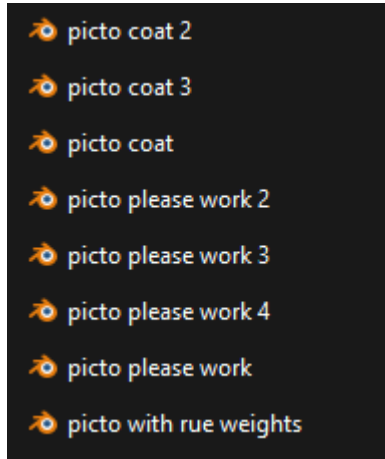 picto coat 2
picto coat 3
picto coat
picto please work 2
picto please work 3
picto please work 4
picto please work
picto with rue weights